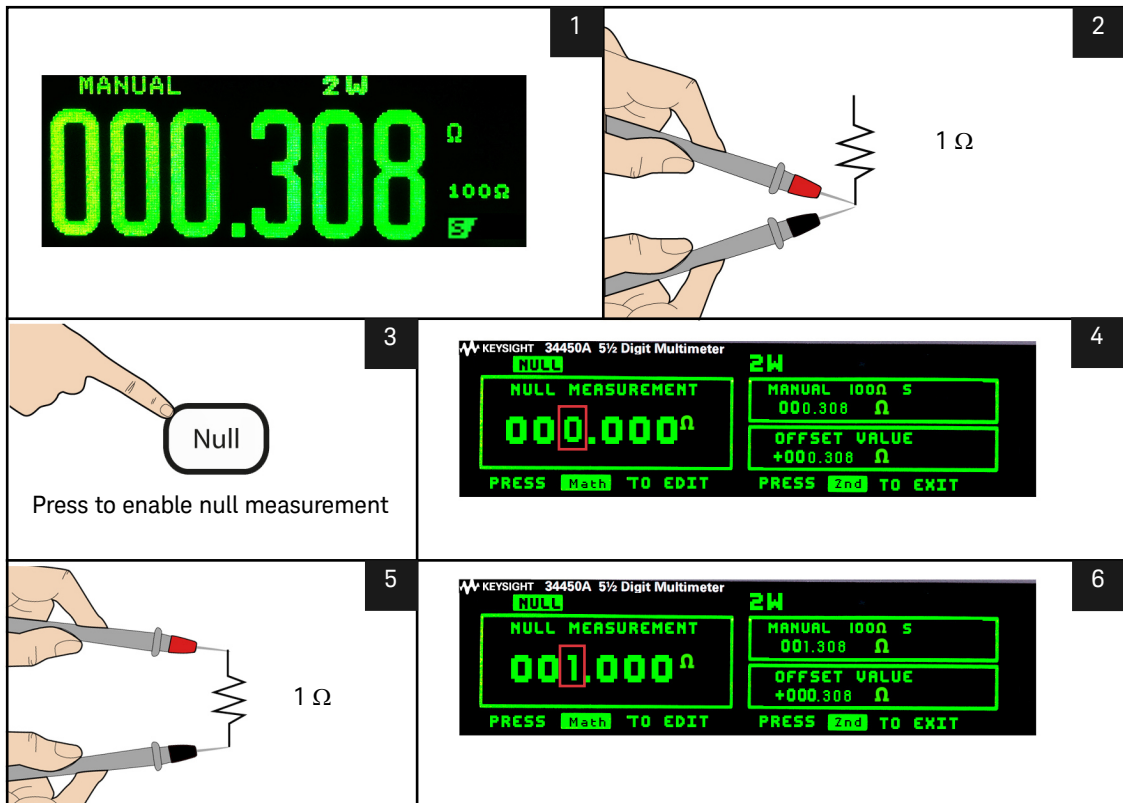 1
MANUAL 2W
000.308 Ω
100Ω
S
2
1 Ω
3
Null
Press to enable null measurement
4
KEYSIGHT 34450A 5½ Digit Multimeter
NULL 2W
NULL MEASUREMENT
000.000 Ω
MANUAL 100Ω S
000.308 Ω
OFFSET VALUE
+000.308 Ω
PRESS Math TO EDIT PRESS 2nd TO EXIT
5
1 Ω
6
KEYSIGHT 34450A 5½ Digit Multimeter
NULL 2W
NULL MEASUREMENT
001.000 Ω
MANUAL 100Ω S
001.308 Ω
OFFSET VALUE
+000.308 Ω
PRESS Math TO EDIT PRESS 2nd TO EXIT